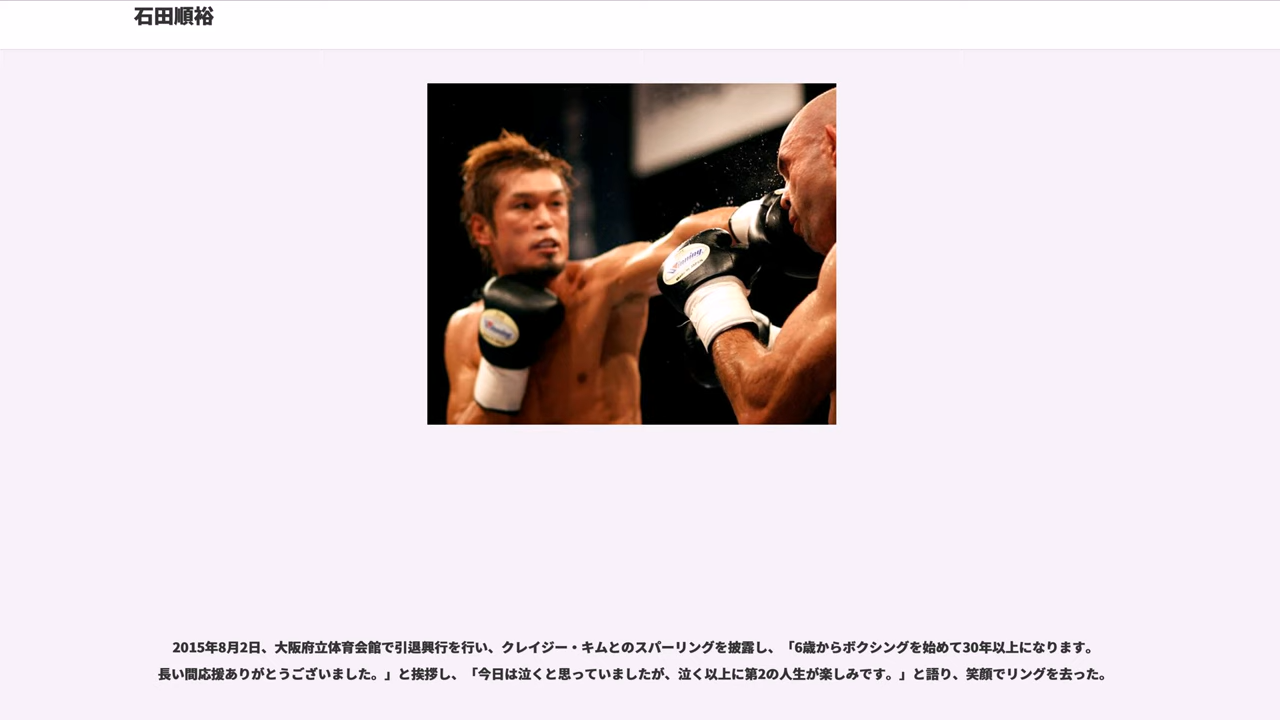 石田順裕
Winning
Winning
2015年8月2日、大阪府立体育会館で引退興行を行い、クレイジー・キムとのスパーリングを披露し、「6歳からボクシングを始めて30年以上になります。
長い間応援ありがとうございました。」と挨拶し、「今日は泣くと思っていましたが、泣く以上に第2の人生が楽しみです。」と語り、笑顔でリングを去った。